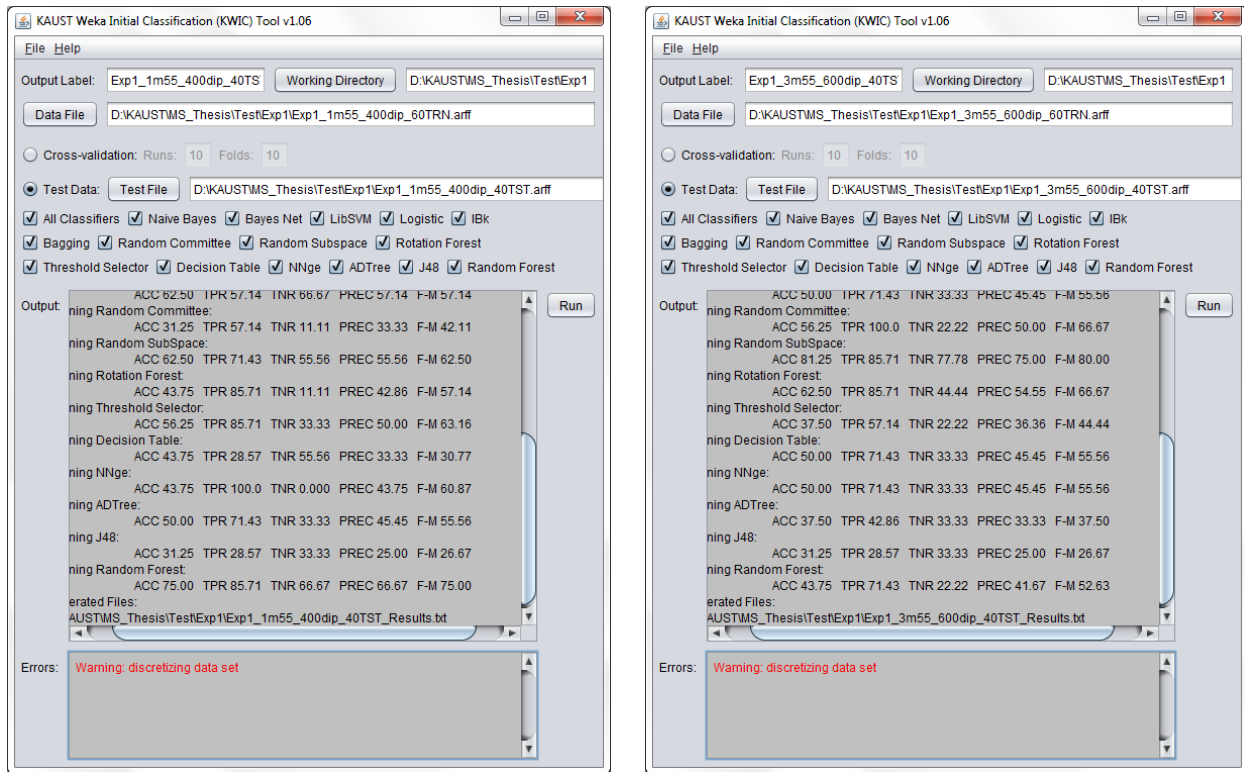 KAUST Weka Initial Classification (KWIC) Tool v1.06
File Help
Output Label: Exp1_1m55_400dip_40TS Working Directory D:\KAUST\MS_Thesis\Test\Exp1
Data File D:\KAUST\MS_Thesis\Test\Exp1\Exp1_1m55_400dip_60TRN.arff
Cross-validation: Runs: 10 Folds: 10
Test Data: Test File D:\KAUST\MS_Thesis\Test\Exp1\Exp1_1m55_400dip_40TST.arff
All Classifiers Naive Bayes Bayes Net LibSVM Logistic IBk
Bagging Random Committee Random Subspace Rotation Forest
Threshold Selector Decision Table NNge ADTree J48 Random Forest
Output: Run
ACC 62.50 TPR 57.14 TNR 66.67 PREC 57.14 F-M 57.14
ning Random Committee:
ACC 31.25 TPR 57.14 TNR 11.11 PREC 33.33 F-M 42.11
ning Random SubSpace:
ACC 62.50 TPR 71.43 TNR 55.56 PREC 55.56 F-M 62.50
ning Rotation Forest:
ACC 43.75 TPR 85.71 TNR 11.11 PREC 42.86 F-M 57.14
ning Threshold Selector:
ACC 56.25 TPR 85.71 TNR 33.33 PREC 50.00 F-M 63.16
ning Decision Table:
ACC 43.75 TPR 28.57 TNR 55.56 PREC 33.33 F-M 30.77
ning NNge:
ACC 43.75 TPR 100.0 TNR 0.000 PREC 43.75 F-M 60.87
ning ADTree:
ACC 50.00 TPR 71.43 TNR 33.33 PREC 45.45 F-M 55.56
ning J48:
ACC 31.25 TPR 28.57 TNR 33.33 PREC 25.00 F-M 26.67
ning Random Forest:
ACC 75.00 TPR 85.71 TNR 66.67 PREC 66.67 F-M 75.00
erated Files:
AUST\MS_Thesis\Test\Exp1\Exp1_1m55_400dip_40TST_Results.txt
Errors: Warning: discretizing data set
KAUST Weka Initial Classification (KWIC) Tool v1.06
File Help
Output Label: Exp1_3m55_600dip_40TS Working Directory D:\KAUST\MS_Thesis\Test\Exp1
Data File D:\KAUST\MS_Thesis\Test\Exp1\Exp1_3m55_600dip_60TRN.arff
Cross-validation: Runs: 10 Folds: 10
Test Data: Test File D:\KAUST\MS_Thesis\Test\Exp1\Exp1_3m55_600dip_40TST.arff
All Classifiers Naive Bayes Bayes Net LibSVM Logistic IBk
Bagging Random Committee Random Subspace Rotation Forest
Threshold Selector Decision Table NNge ADTree J48 Random Forest
Output: Run
ACC 50.00 TPR 71.43 TNR 33.33 PREC 45.45 F-M 55.56
ning Random Committee:
ACC 56.25 TPR 100.0 TNR 22.22 PREC 50.00 F-M 66.67
ning Random SubSpace:
ACC 81.25 TPR 85.71 TNR 77.78 PREC 75.00 F-M 80.00
ning Rotation Forest:
ACC 62.50 TPR 85.71 TNR 44.44 PREC 54.55 F-M 66.67
ning Threshold Selector:
ACC 37.50 TPR 57.14 TNR 22.22 PREC 36.36 F-M 44.44
ning Decision Table:
ACC 50.00 TPR 71.43 TNR 33.33 PREC 45.45 F-M 55.56
ning NNge:
ACC 50.00 TPR 71.43 TNR 33.33 PREC 45.45 F-M 55.56
ning ADTree:
ACC 37.50 TPR 42.86 TNR 33.33 PREC 33.33 F-M 37.50
ning J48:
ACC 31.25 TPR 28.57 TNR 33.33 PREC 25.00 F-M 26.67
ning Random Forest:
ACC 43.75 TPR 71.43 TNR 22.22 PREC 41.67 F-M 52.63
erated Files:
AUST\MS_Thesis\Test\Exp1\Exp1_3m55_600dip_40TST_Results.txt
Errors: Warning: discretizing data set